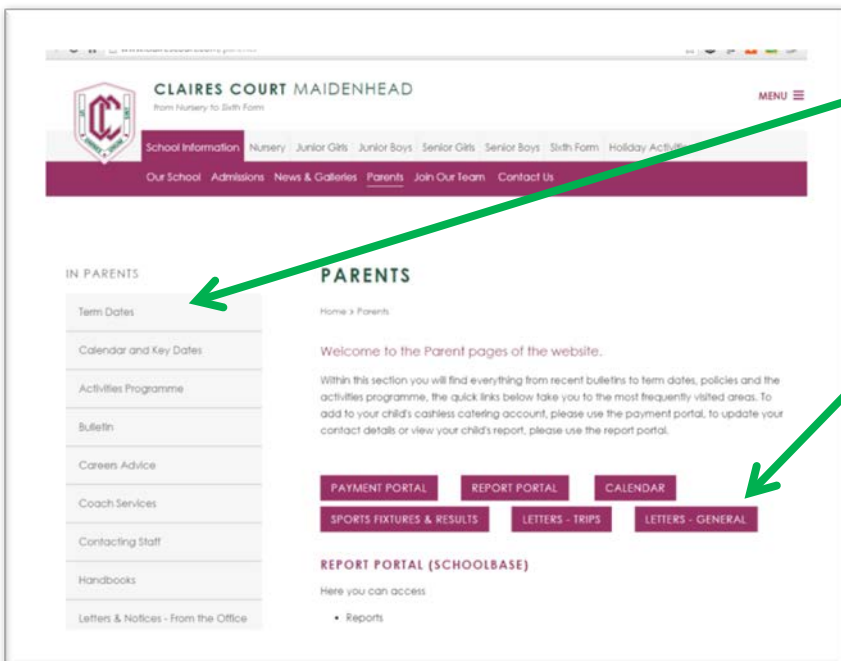 CLAIRES COURT MAIDENHEAD
from Nursery to Sixth Form
MENU
School Information Nursery Junior Girls Junior Boys Senior Girls Senior Boys Sixth Form Holiday
Our School Admissions News & Galleries Parents Join Our Team Contact Us
IN PARENTS
Term Dates
Calendar and Key Dates
Activities Programme
Bulletin
Careers Advice
Coach Services
Contacting Staff
Handbooks
Letters & Notices - From the Office
PARENTS
Home > Parents
Welcome to the Parent pages of the website.
Within this section you will find everything from recent bulletins to term dates, policies and the
activities programme, the quick links below take you to the most frequently visited areas. To
add to your child's cashless catering account, please use the payment portal, to update your
contact details or view your child's report, please use the report portal.
PAYMENT PORTAL REPORT PORTAL CALENDAR
SPORTS FIXTURES & RESULTS LETTERS - TRIPS LETTERS - GENERAL
REPORT PORTAL (SCHOOLBASE)
Here you can access
• Reports